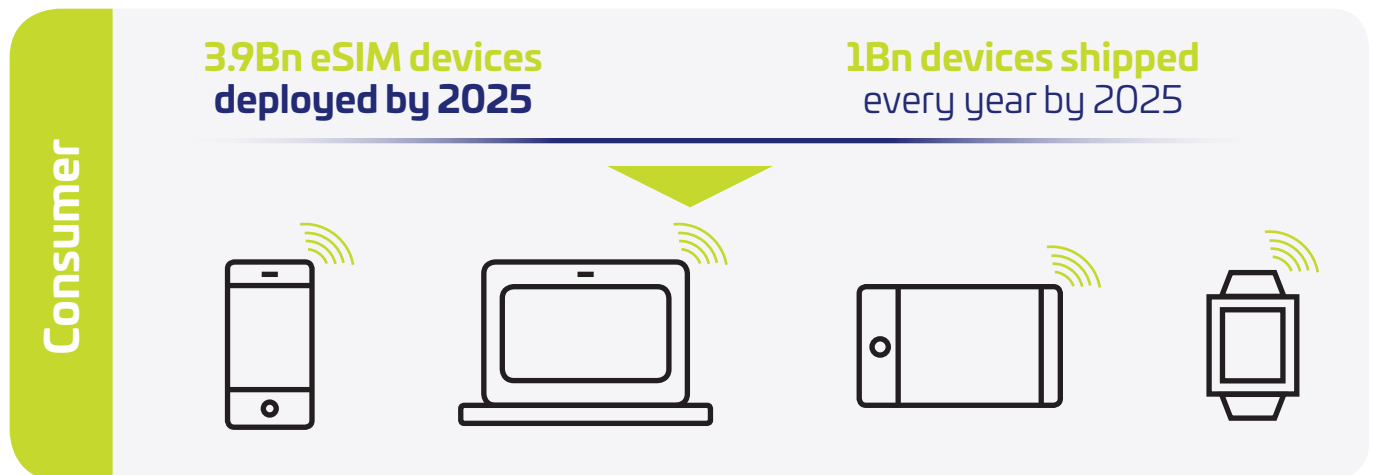 Consumer
3.9Bn eSIM devices
deployed by 2025
1Bn devices shipped
every year by 2025